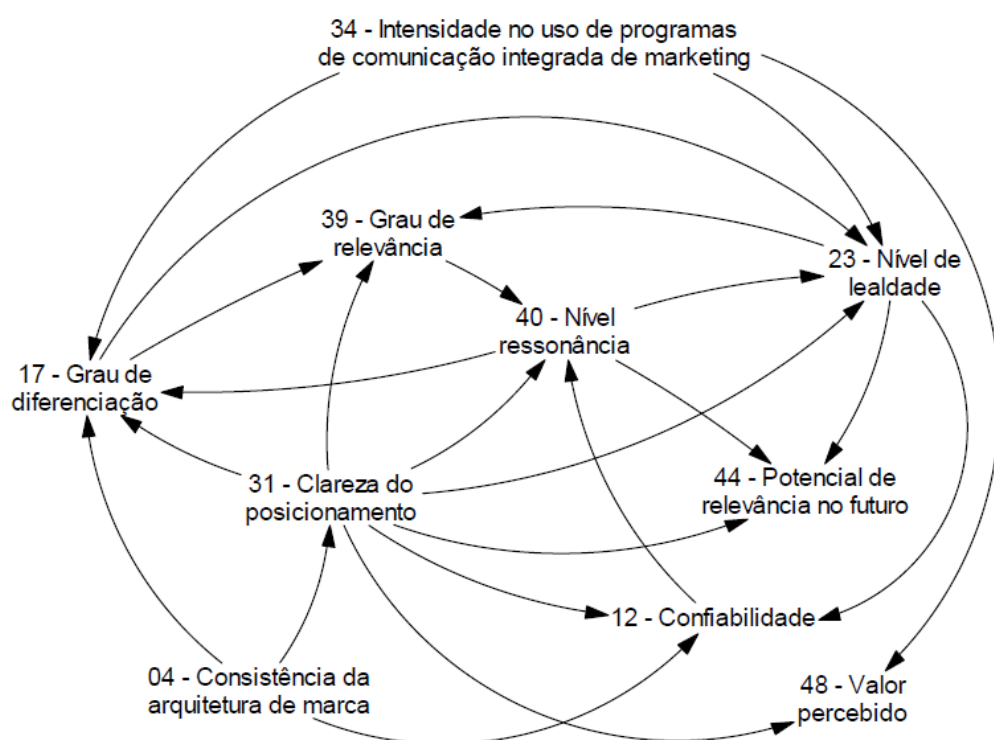 34 - Intensidade no uso de programas
de comunicação integrada de marketing
39 - Grau de
relevância
23 - Nível de
lealdade
40 - Nível
ressonância
17 - Grau de
diferenciação
31 - Clareza do
posicionamento
44 - Potencial de
relevância no futuro
12 - Confiabilidade
04 - Consistência da
arquitetura de marca
48 - Valor
percebido